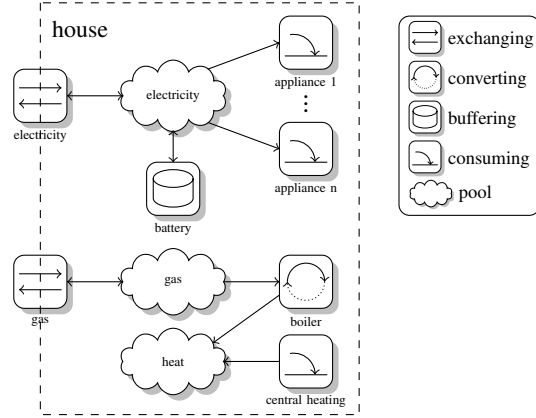 house
electricity
electricity
appliance 1
appliance n
battery
gas
gas
boiler
heat
central heating
exchanging
converting
buffering
consuming
pool